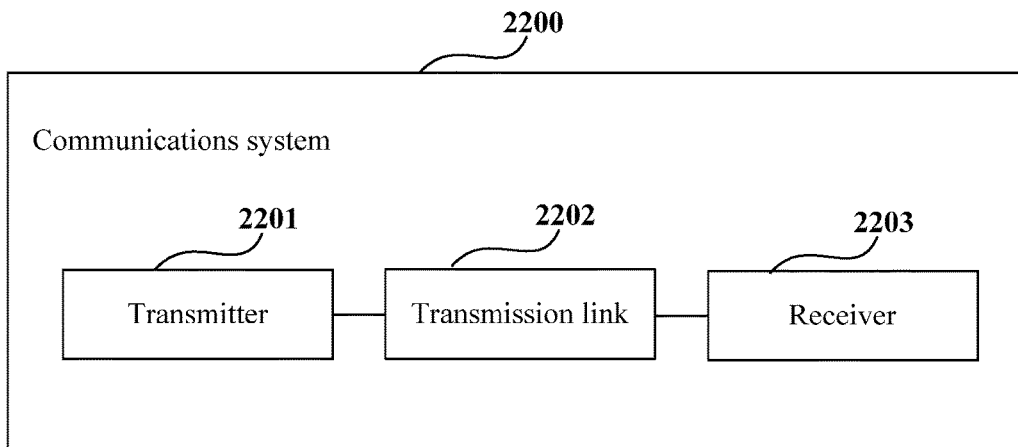 2200
Communications system
2201
2202
2203
Transmitter
Transmission link
Receiver